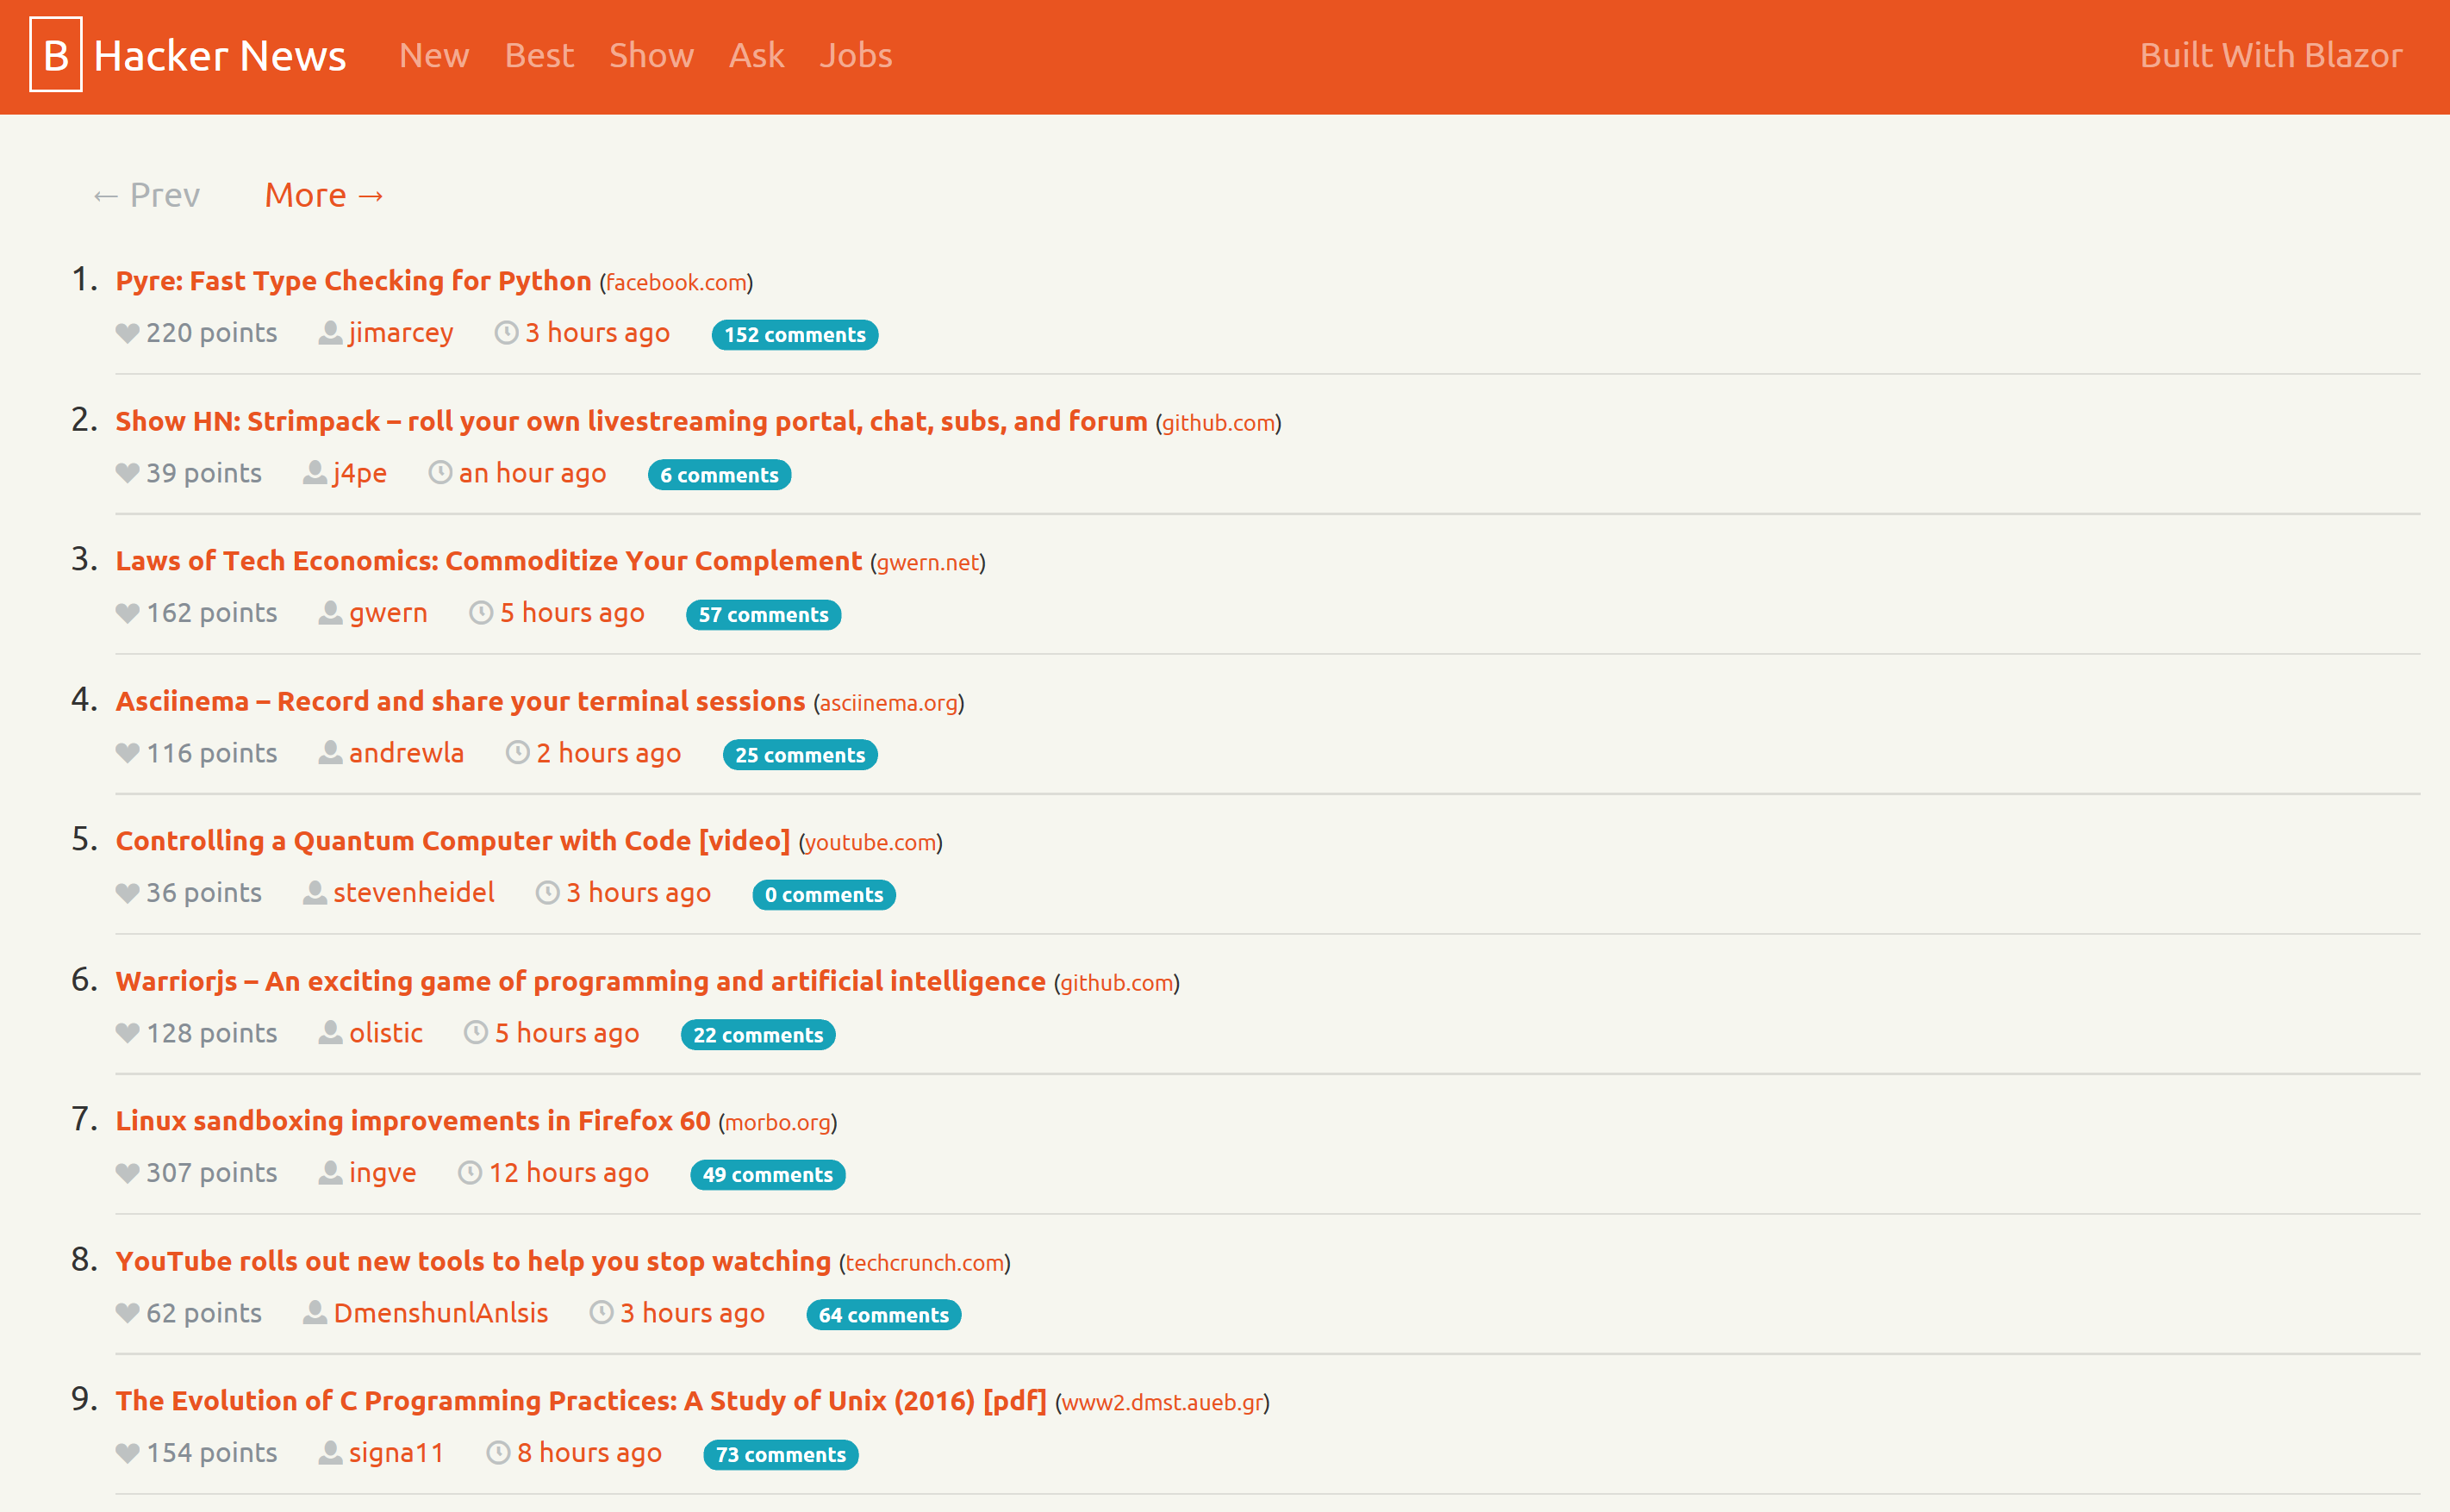 B Hacker News New Best Show Ask Jobs Built With Blazor
← Prev More →
1. Pyre: Fast Type Checking for Python (facebook.com)
220 points jimarcey 3 hours ago 152 comments
2. Show HN: Strimpack – roll your own livestreaming portal, chat, subs, and forum (github.com)
39 points j4pe an hour ago 6 comments
3. Laws of Tech Economics: Commoditize Your Complement (gwern.net)
162 points gwern 5 hours ago 57 comments
4. Asciinema – Record and share your terminal sessions (asciinema.org)
116 points andrewla 2 hours ago 25 comments
5. Controlling a Quantum Computer with Code [video] (youtube.com)
36 points stevenheidel 3 hours ago 0 comments
6. Warriorjs – An exciting game of programming and artificial intelligence (github.com)
128 points olistic 5 hours ago 22 comments
7. Linux sandboxing improvements in Firefox 60 (morbo.org)
307 points ingve 12 hours ago 49 comments
8. YouTube rolls out new tools to help you stop watching (techcrunch.com)
62 points DmenshunlAnlsis 3 hours ago 64 comments
9. The Evolution of C Programming Practices: A Study of Unix (2016) [pdf] (www2.dmst.aueb.gr)
154 points signa11 8 hours ago 73 comments